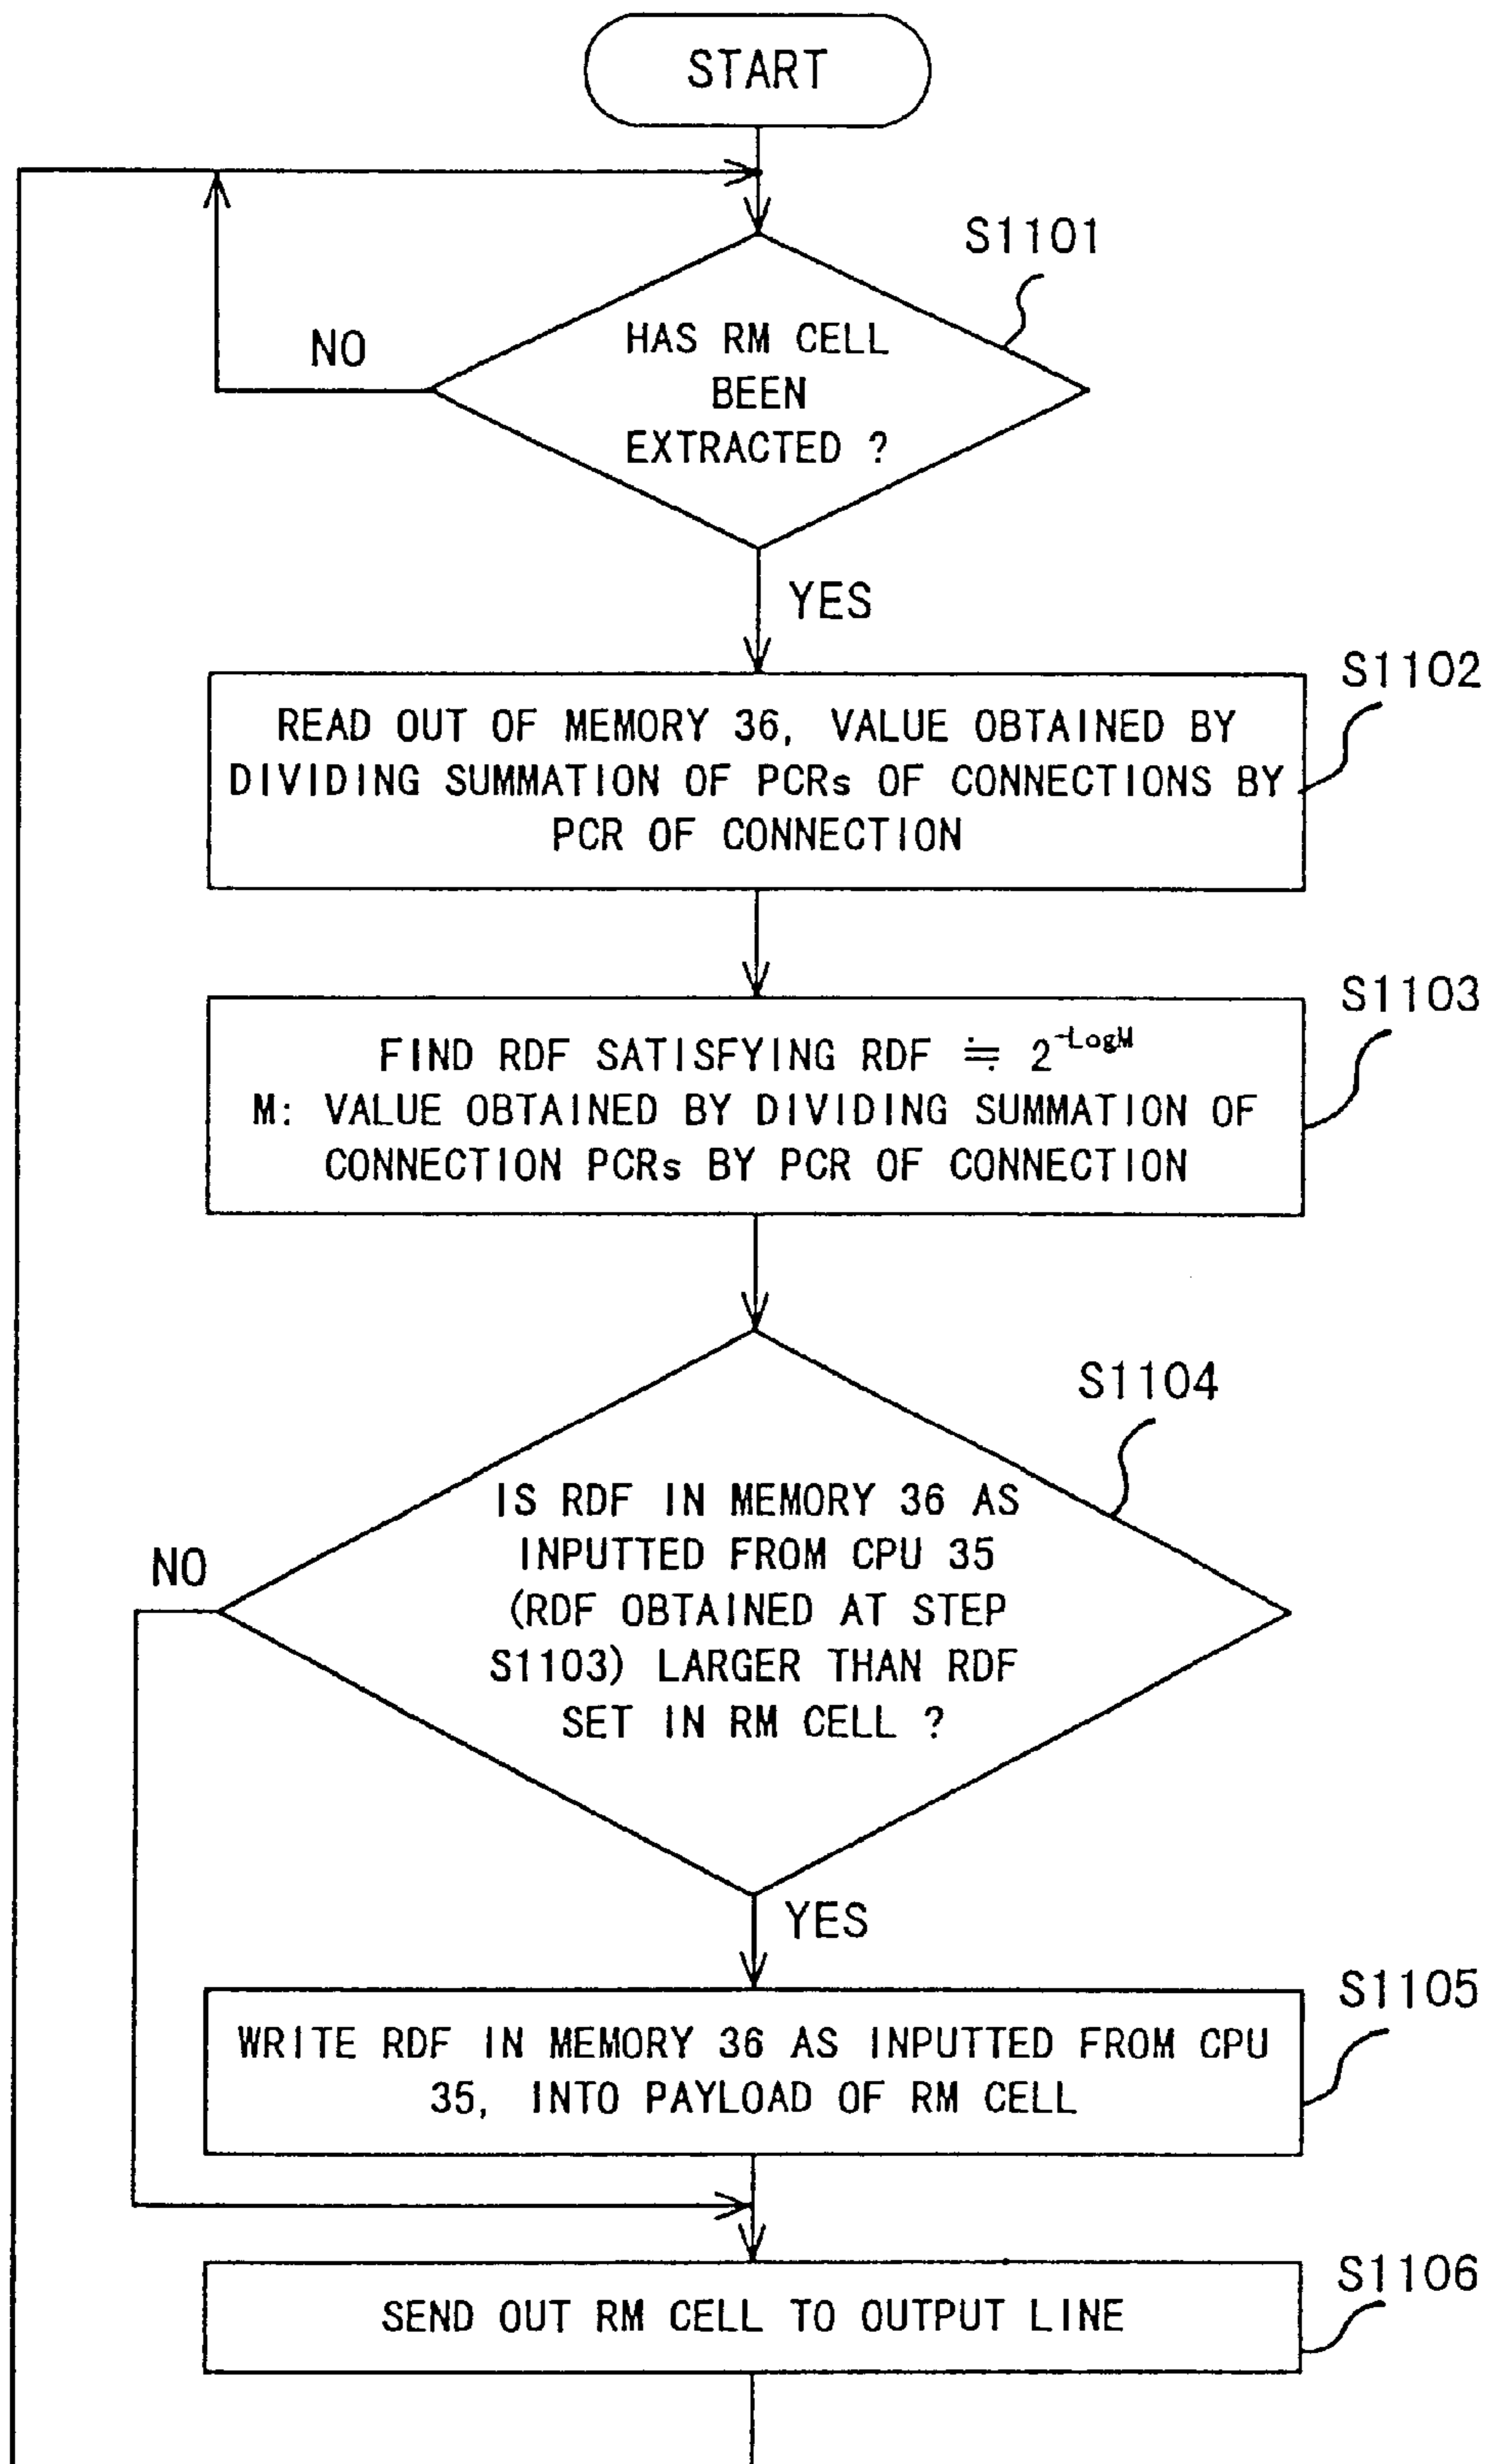 START
S1101
NO
HAS RM CELL
BEEN
EXTRACTED ?
YES
S1102
READ OUT OF MEMORY 36, VALUE OBTAINED BY
DIVIDING SUMMATION OF PCRs OF CONNECTIONS BY
PCR OF CONNECTION
S1103
FIND RDF SATISFYING RDF ≒ 2^-LogM
M: VALUE OBTAINED BY DIVIDING SUMMATION OF
CONNECTION PCRs BY PCR OF CONNECTION
S1104
NO
IS RDF IN MEMORY 36 AS
INPUTTED FROM CPU 35
(RDF OBTAINED AT STEP
S1103) LARGER THAN RDF
SET IN RM CELL ?
YES
S1105
WRITE RDF IN MEMORY 36 AS INPUTTED FROM CPU
35, INTO PAYLOAD OF RM CELL
S1106
SEND OUT RM CELL TO OUTPUT LINE